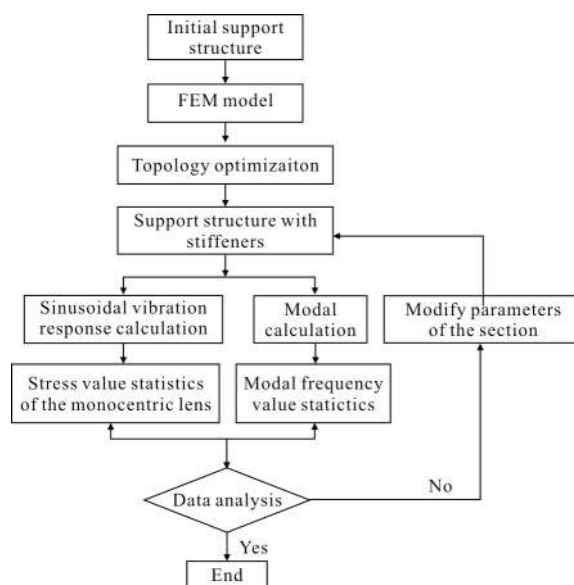 Initial support
structure
FEM model
Topology optimizaiton
Support structure with
stiffeners
Sinusoidal vibration
response calculation
Modal
calculation
Modify parameters
of the section
Stress value statistics
of the monocentric lens
Modal frequency
value statictics
Data analysis
No
Yes
End